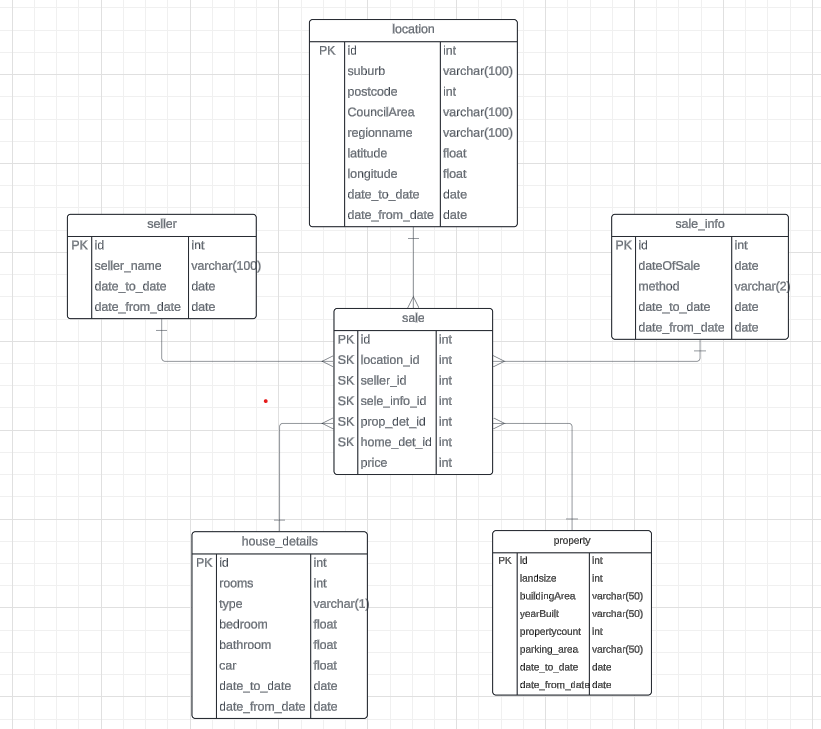 location
PK id int
suburb varchar(100)
postcode int
CouncilArea varchar(100)
regionname varchar(100)
latitude float
longitude float
date_to_date date
date_from_date date
seller
PK id int
seller_name varchar(100)
date_to_date date
date_from_date date
sale_info
PK id int
dateOfSale date
method varchar(2)
date_to_date date
date_from_date date
sale
PK id int
SK location_id int
SK seller_id int
SK sele_info_id int
SK prop_det_id int
SK home_det_id int
price int
house_details
PK id int
rooms int
type varchar(1)
bedroom float
bathroom float
car float
date_to_date date
date_from_date date
property
PK id int
landsize int
buildingArea varchar(50)
yearBuilt varchar(50)
propertycount int
parking_area varchar(50)
date_to_date date
date_from_date date